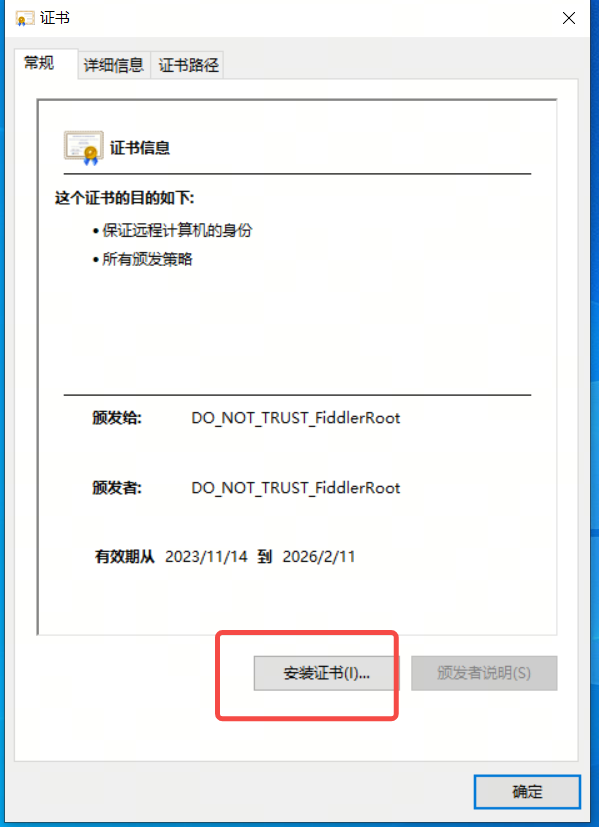 证书
常规 详细信息 证书路径
证书信息
这个证书的目的如下:
• 保证远程计算机的身份
• 所有颁发策略
颁发给: DO_NOT_TRUST_FiddlerRoot
颁发者: DO_NOT_TRUST_FiddlerRoot
有效期从 2023/11/14 到 2026/2/11
安装证书(I)... 颁发者说明(S)
确定